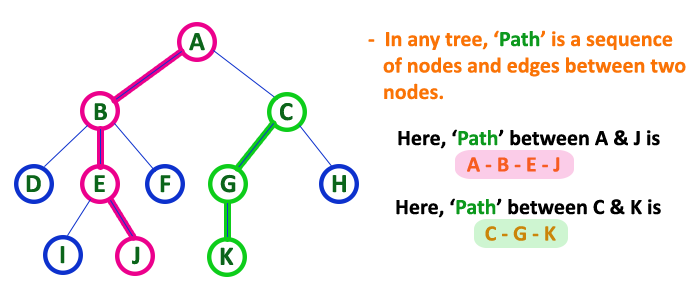 A
B
C
D
E
F
G
H
I
J
K
- In any tree, ‘Path’ is a sequence
of nodes and edges between two
nodes.
Here, ‘Path’ between A & J is
A - B - E - J
Here, ‘Path’ between C & K is
C - G - K